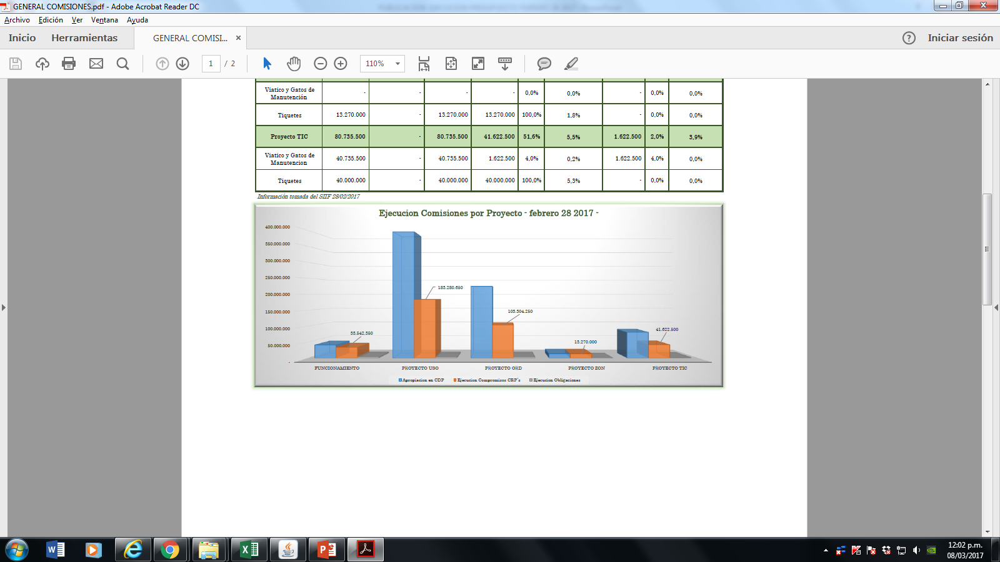 GENERAL COMISIONES.pdf - Adobe Acrobat Reader DC
Archivo Edición Ver Ventana Ayuda
Inicio Herramientas GENERAL COMISI... × Iniciar sesión
1 / 2 110%
Viatico y Gatos de Manutención - - - - 0,0% 0,0% - 0,0% 0,0%
Tiquetes 13.270.000 - 13.270.000 13.270.000 100,0% 1,8% - 0,0% 0,0%
Proyecto TIC 80.735.500 - 80.735.500 41.622.500 51,6% 5,5% 1.622.500 2,0% 3,9%
Viatico y Gatos de Manutencion 40.735.500 - 40.735.500 1.622.500 4,0% 0,2% 1.622.500 4,0% 0,0%
Tiquetes 40.000.000 - 40.000.000 40.000.000 100,0% 5,3% - 0,0% 0,0%
Información tomada del SIIF 28/02/2017
Ejecucion Comisiones por Proyecto - febrero 28 2017 -
400.000.000
350.000.000
300.000.000
250.000.000
200.000.000
150.000.000
100.000.000
50.000.000
-
33.542.350
183.280.650
103.304.250
13.270.000
41.622.500
FUNCIONAMIENTO PROYECTO USO PROYECTO ORD PROYECTO ZON PROYECTO TIC
Apropiacion en CDP Ejecucion Compromisos CRP's Ejecucion Obligaciones
12:02 p.m.
08/03/2017